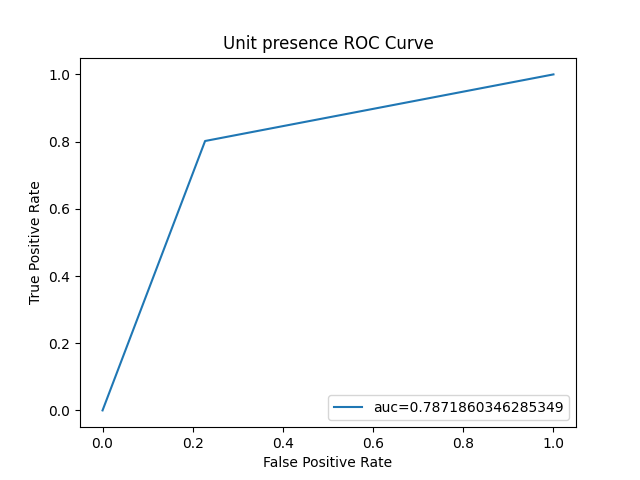 Unit presence ROC Curve
1.0
0.8
0.6
0.4
0.2
0.0
True Positive Rate
auc=0.7871860346285349
0.0 0.2 0.4 0.6 0.8 1.0
False Positive Rate